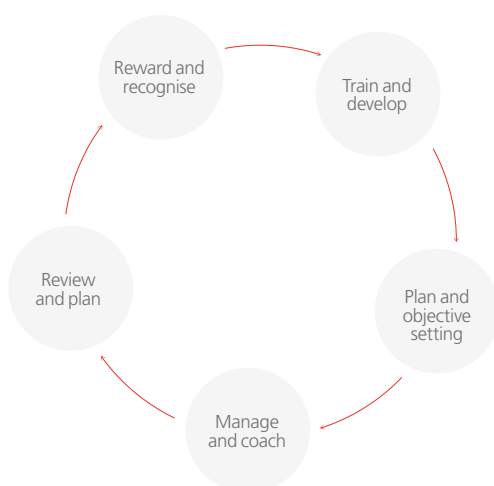 Reward and
recognise
Train and
develop
Plan and
objective
setting
Manage
and coach
Review
and plan